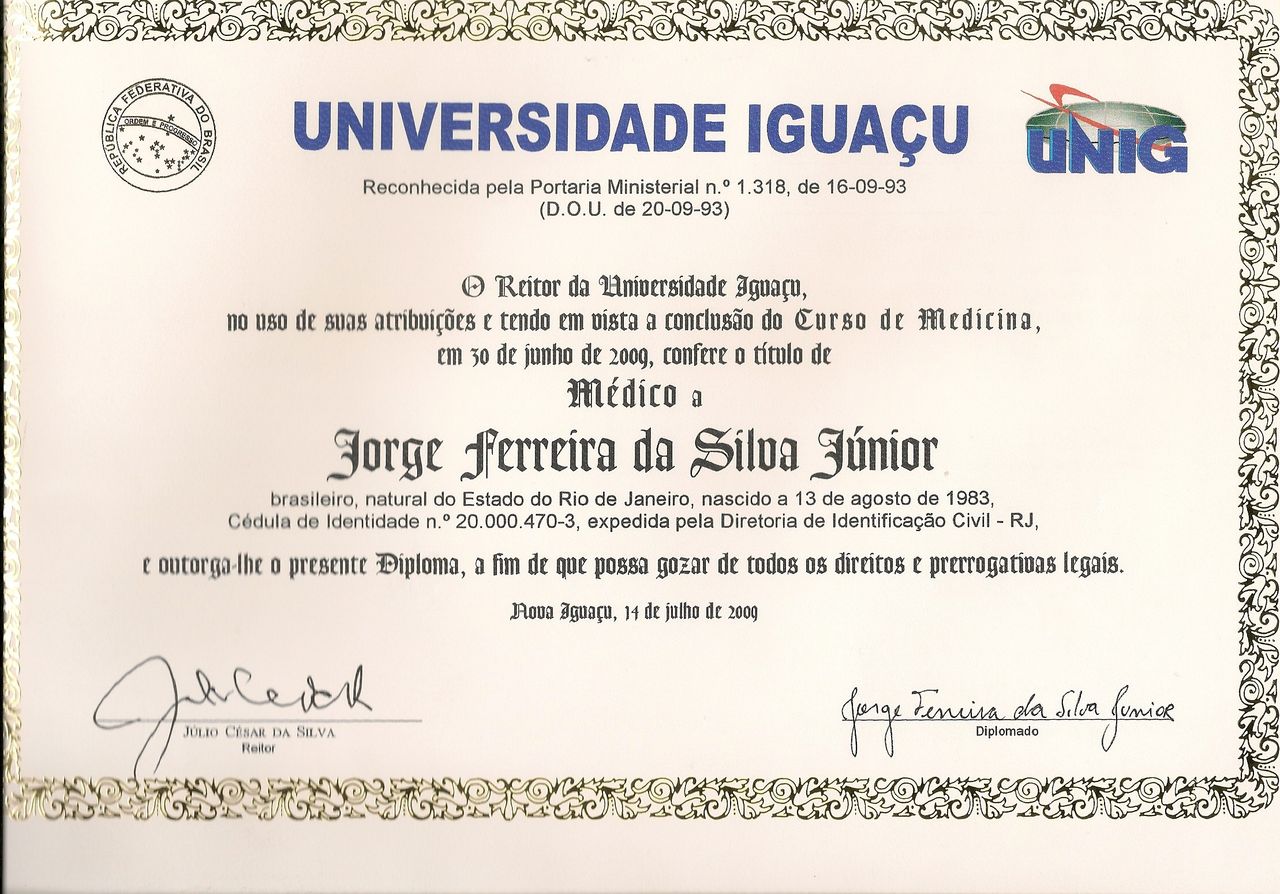 REPÚBLICA FEDERATIVA DO BRASIL
ORDEM E PROGRESSO
UNIVERSIDADE IGUAÇU
UNIG
Reconhecida pela Portaria Ministerial n.º 1.318, de 16-09-93
(D.O.U. de 20-09-93)
O Reitor da Universidade Iguaçu,
no uso de suas atribuições e tendo em vista a conclusão do Curso de Medicina,
em 30 de junho de 2009, confere o título de
Médico a
Jorge Ferreira da Silva Júnior
brasileiro, natural do Estado do Rio de Janeiro, nascido a 13 de agosto de 1983,
Cédula de Identidade n.º 20.000.470-3, expedida pela Diretoria de Identificação Civil - RJ,
e outorga-lhe o presente Diploma, a fim de que possa gozar de todos os direitos e prerrogativas legais.
Nova Iguaçu, 14 de julho de 2009
JÚLIO CÉSAR DA SILVA
Reitor
Jorge Ferreira da Silva Junior
Diplomado